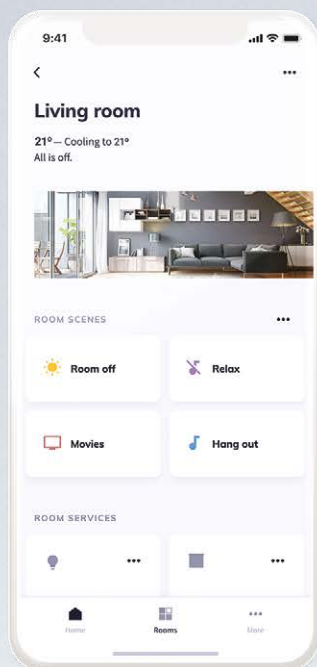 9:41
Living room
21°— Cooling to 21°
All is off.
ROOM SCENES
Room off
Relax
Movies
Hang out
ROOM SERVICES
Home
Rooms
More